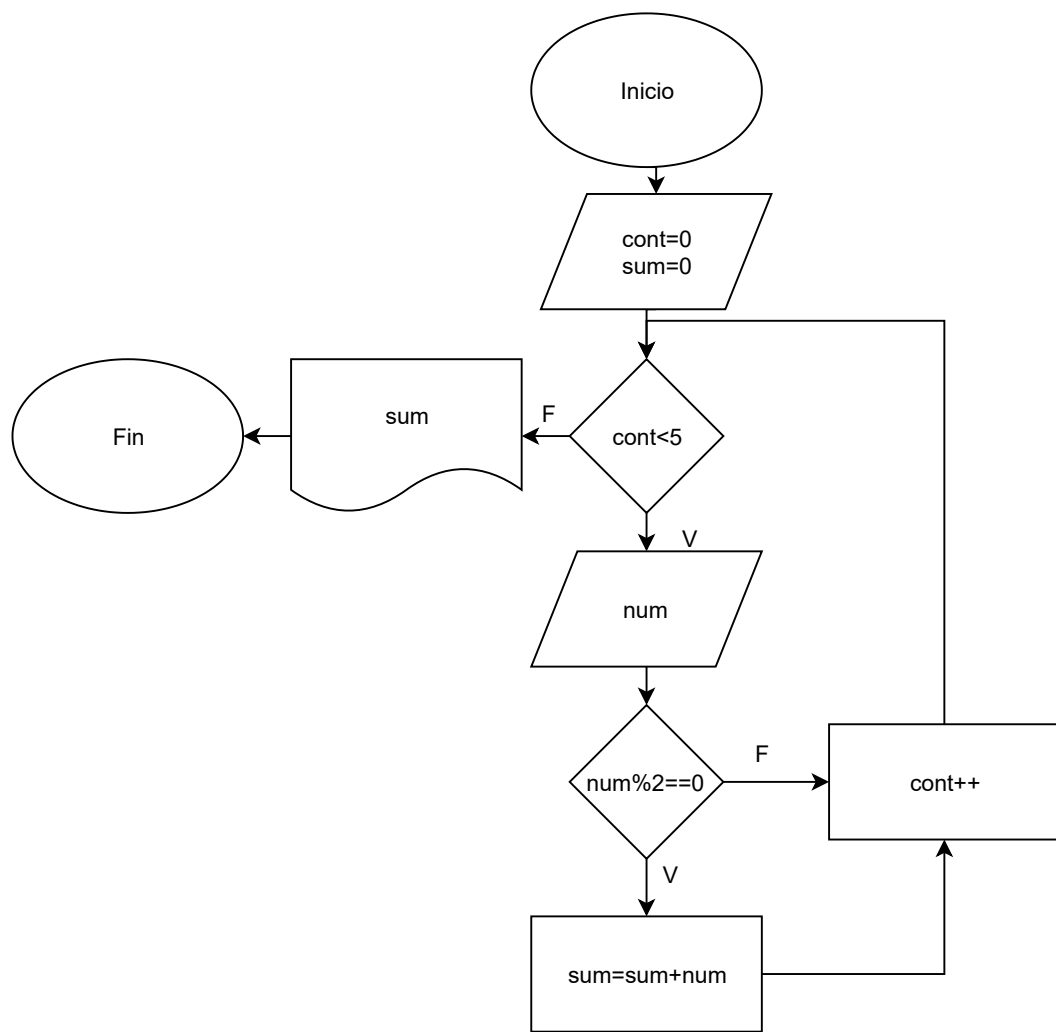 Inicio
cont=0
sum=0
Fin
sum
F
cont<5
V
num
num%2==0
F
cont++
V
sum=sum+num